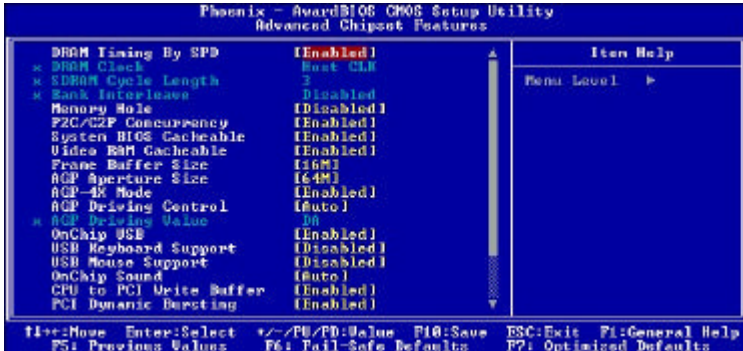 Phoenix - AwardBIOS CMOS Setup Utility
Advanced Chipset Features
DRAM Timing By SPD [Enabled]
x DRAM Clock Host CLK
x SDRAM Cycle Length 3
x Bank Interleave Disabled
Memory Hole [Disabled]
P2C/C2P Concurrency [Enabled]
System BIOS Cacheable [Enabled]
Video RAM Cacheable [Enabled]
Frame Buffer Size [16M]
AGP Aperture Size [64M]
AGP-4X Mode [Enabled]
AGP Driving Control [Auto]
x AGP Driving Value DA
OnChip USB [Enabled]
USB Keyboard Support [Disabled]
USB Mouse Support [Disabled]
OnChip Sound [Auto]
CPU to PCI Write Buffer [Enabled]
PCI Dynamic Bursting [Enabled]
Item Help
Menu Level ►
↑↓→←:Move Enter:Select +/-/PU/PD:Value F10:Save ESC:Exit F1:General Help
F5: Previous Values F6: Fail-Safe Defaults F7: Optimized Defaults